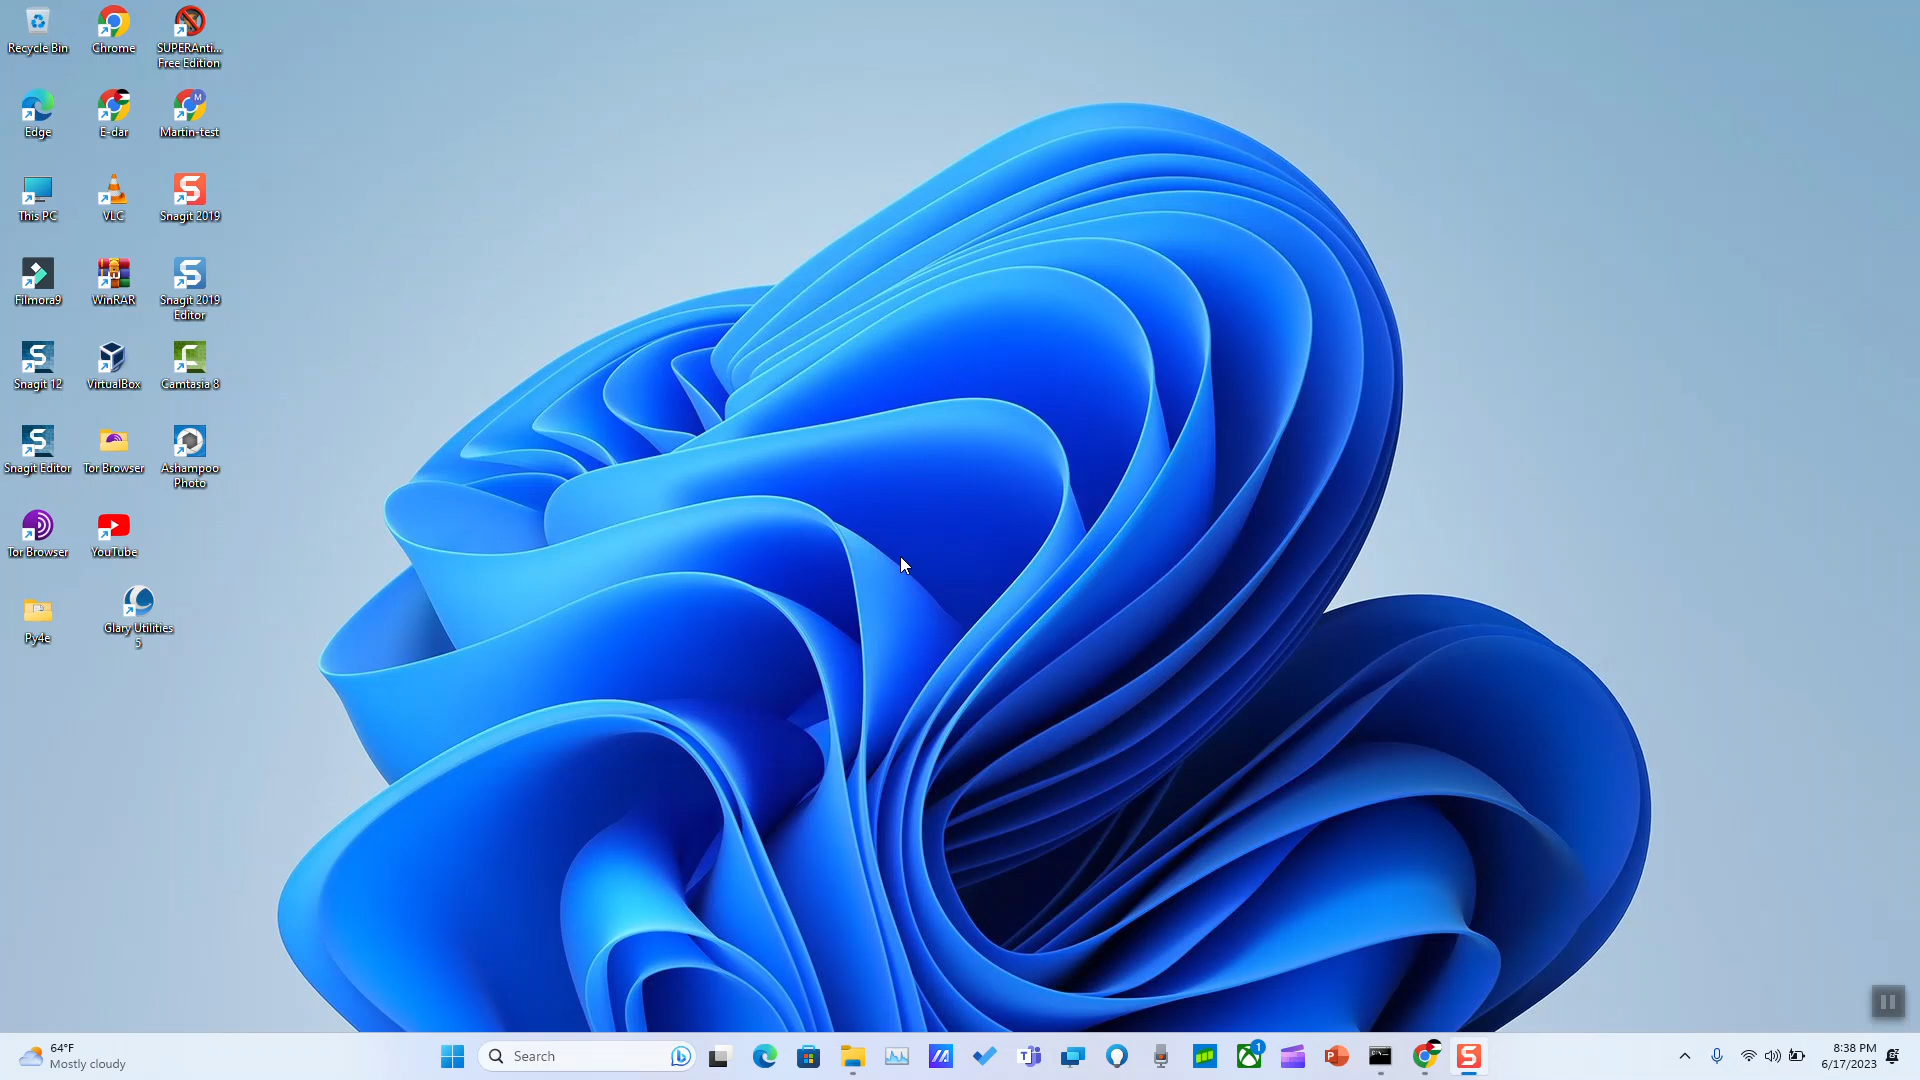 Recycle Bin
Chrome
SUPERAnti...
Free Edition
Edge
E-dar
M
Martin-test
This PC
VLC
Snagit 2019
Filmora9
WinRAR
Snagit 2019
Editor
Snagit 12
VirtualBox
Camtasia 8
Snagit Editor
Tor Browser
Ashampoo
Photo
Tor Browser
YouTube
Py4e
Glary Utilities
5
64°F
Mostly cloudy
Search
1
8:38 PM
6/17/2023